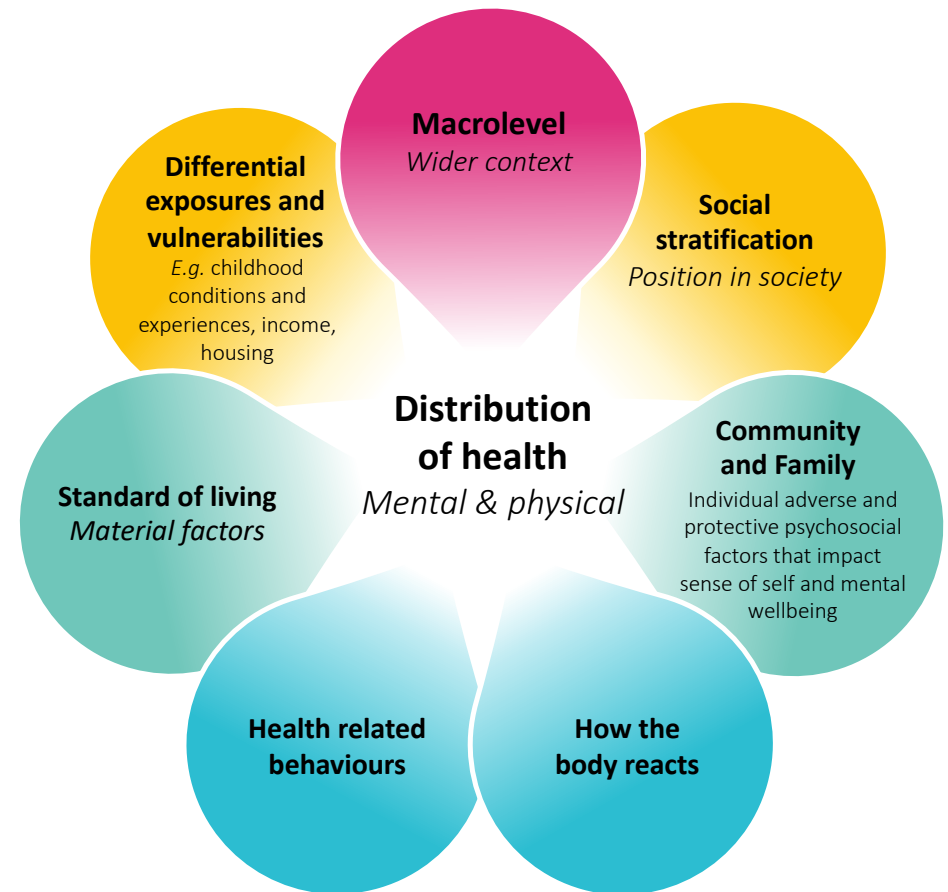 Macrolevel
Wider context
Social
stratification
Position in society
Community
and Family
Individual adverse and
protective psychosocial
factors that impact
sense of self and mental
wellbeing
How the
body reacts
Health related
behaviours
Standard of living
Material factors
Differential
exposures and
vulnerabilities
E.g. childhood
conditions and
experiences, income,
housing
Distribution
of health
Mental & physical